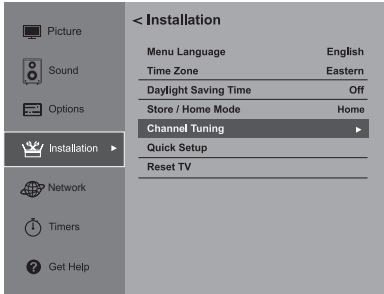 Picture
Sound
Options
Installation
Network
Timers
Get Help
< Installation
Menu Language English
Time Zone Eastern
Daylight Saving Time Off
Store / Home Mode Home
Channel Tuning
Quick Setup
Reset TV